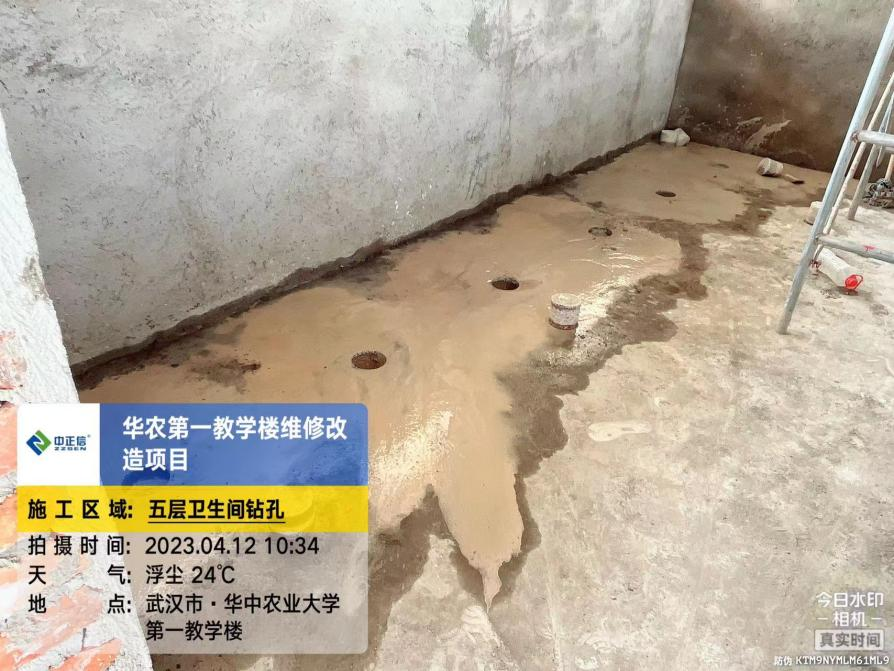 中正信
ZZSEN
华农第一教学楼维修改
造项目
施工区域: 五层卫生间钻孔
拍摄时间: 2023.04.12 10:34
天气: 浮尘 24℃
地点: 武汉市·华中农业大学
第一教学楼
今日水印
相机
真实时间
防伪 KTM9NYMLM61ML9